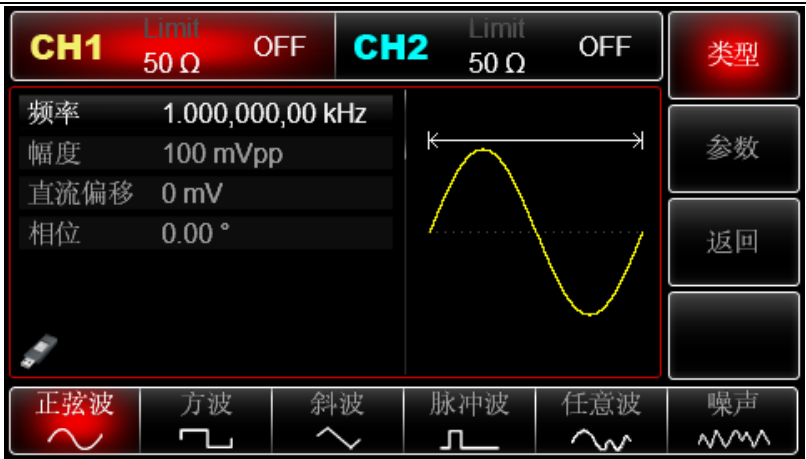 CH1 Limit 50 Ω OFF
CH2 Limit 50 Ω OFF
类型
频率 1.000,000,00 kHz
幅度 100 mVpp
直流偏移 0 mV
相位 0.00 °
参数
返回
正弦波 方波 斜波 脉冲波 任意波 噪声